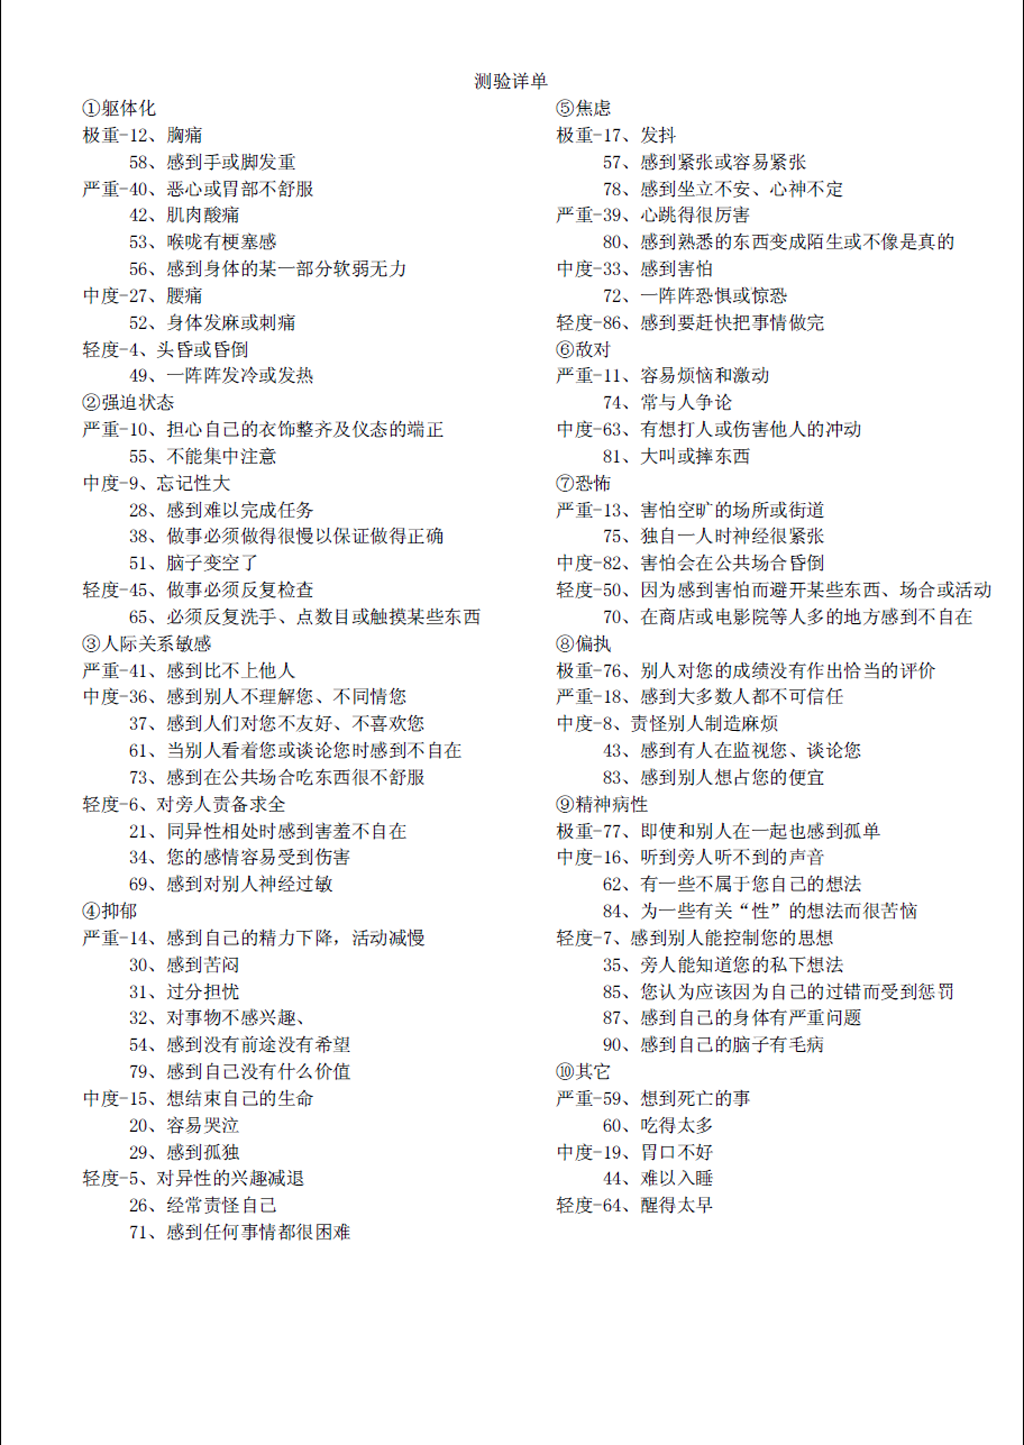 测验详单
①躯体化
极重-12、胸痛
58、感到手或脚发重
严重-40、恶心或胃部不舒服
42、肌肉酸痛
53、喉咙有梗塞感
56、感到身体的某一部分软弱无力
中度-27、腰痛
52、身体发麻或刺痛
轻度-4、头昏或昏倒
49、一阵阵发冷或发热
②强迫状态
严重-10、担心自己的衣饰整齐及仪态的端正
55、不能集中注意
中度-9、忘记性大
28、感到难以完成任务
38、做事必须做得很慢以保证做得正确
51、脑子变空了
轻度-45、做事必须反复检查
65、必须反复洗手、点数目或触摸某些东西
③人际关系敏感
严重-41、感到比不上他人
中度-36、感到别人不理解您、不同情您
37、感到人们对您不友好、不喜欢您
61、当别人看着您或谈论您时感到不自在
73、感到在公共场合吃东西很不舒服
轻度-6、对旁人责备求全
21、同异性相处时感到害羞不自在
34、您的感情容易受到伤害
69、感到对别人神经过敏
④抑郁
严重-14、感到自己的精力下降，活动减慢
30、感到苦闷
31、过分担忧
32、对事物不感兴趣、
54、感到没有前途没有希望
79、感到自己没有什么价值
中度-15、想结束自己的生命
20、容易哭泣
29、感到孤独
轻度-5、对异性的兴趣减退
26、经常责怪自己
71、感到任何事情都很困难
⑤焦虑
极重-17、发抖
57、感到紧张或容易紧张
78、感到坐立不安、心神不定
严重-39、心跳得很厉害
80、感到熟悉的东西变成陌生或不像是真的
中度-33、感到害怕
72、一阵阵恐惧或惊恐
轻度-86、感到要赶快把事情做完
⑥敌对
严重-11、容易烦恼和激动
74、常与人争论
中度-63、有想打人或伤害他人的冲动
81、大叫或摔东西
⑦恐怖
严重-13、害怕空旷的场所或街道
75、独自一人时神经很紧张
中度-82、害怕会在公共场合昏倒
轻度-50、因为感到害怕而避开某些东西、场合或活动
70、在商店或电影院等人多的地方感到不自在
⑧偏执
极重-76、别人对您的成绩没有作出恰当的评价
严重-18、感到大多数人都不可信任
中度-8、责怪别人制造麻烦
43、感到有人在监视您、谈论您
83、感到别人想占您的便宜
⑨精神病性
极重-77、即使和别人在一起也感到孤单
中度-16、听到旁人听不到的声音
62、有一些不属于您自己的想法
84、为一些有关“性”的想法而很苦恼
轻度-7、感到别人能控制您的思想
35、旁人能知道您的私下想法
85、您认为应该因为自己的过错而受到惩罚
87、感到自己的身体有严重问题
90、感到自己的脑子有毛病
⑩其它
严重-59、想到死亡的事
60、吃得太多
中度-19、胃口不好
44、难以入睡
轻度-64、醒得太早